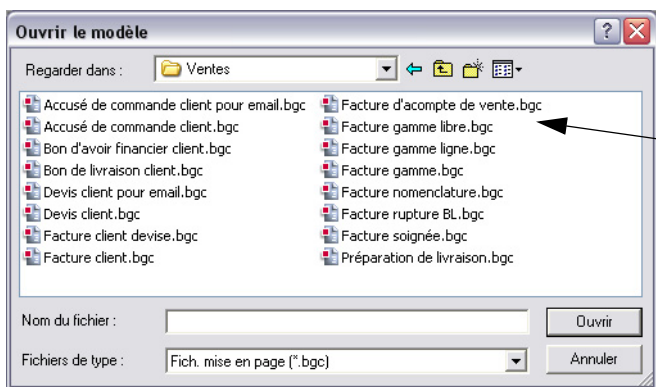 Ouvrir le modèle
Regarder dans :
Ventes
Accusé de commande client pour email.bgc
Accusé de commande client.bgc
Bon d'avoir financier client.bgc
Bon de livraison client.bgc
Devis client pour email.bgc
Devis client.bgc
Facture client devise.bgc
Facture client.bgc
Facture d'acompte de vente.bgc
Facture gamme libre.bgc
Facture gamme ligne.bgc
Facture gamme.bgc
Facture nomenclature.bgc
Facture rupture BL.bgc
Facture soignée.bgc
Préparation de livraison.bgc
Nom du fichier :
Ouvrir
Fichiers de type :
Fich. mise en page (*.bgc)
Annuler